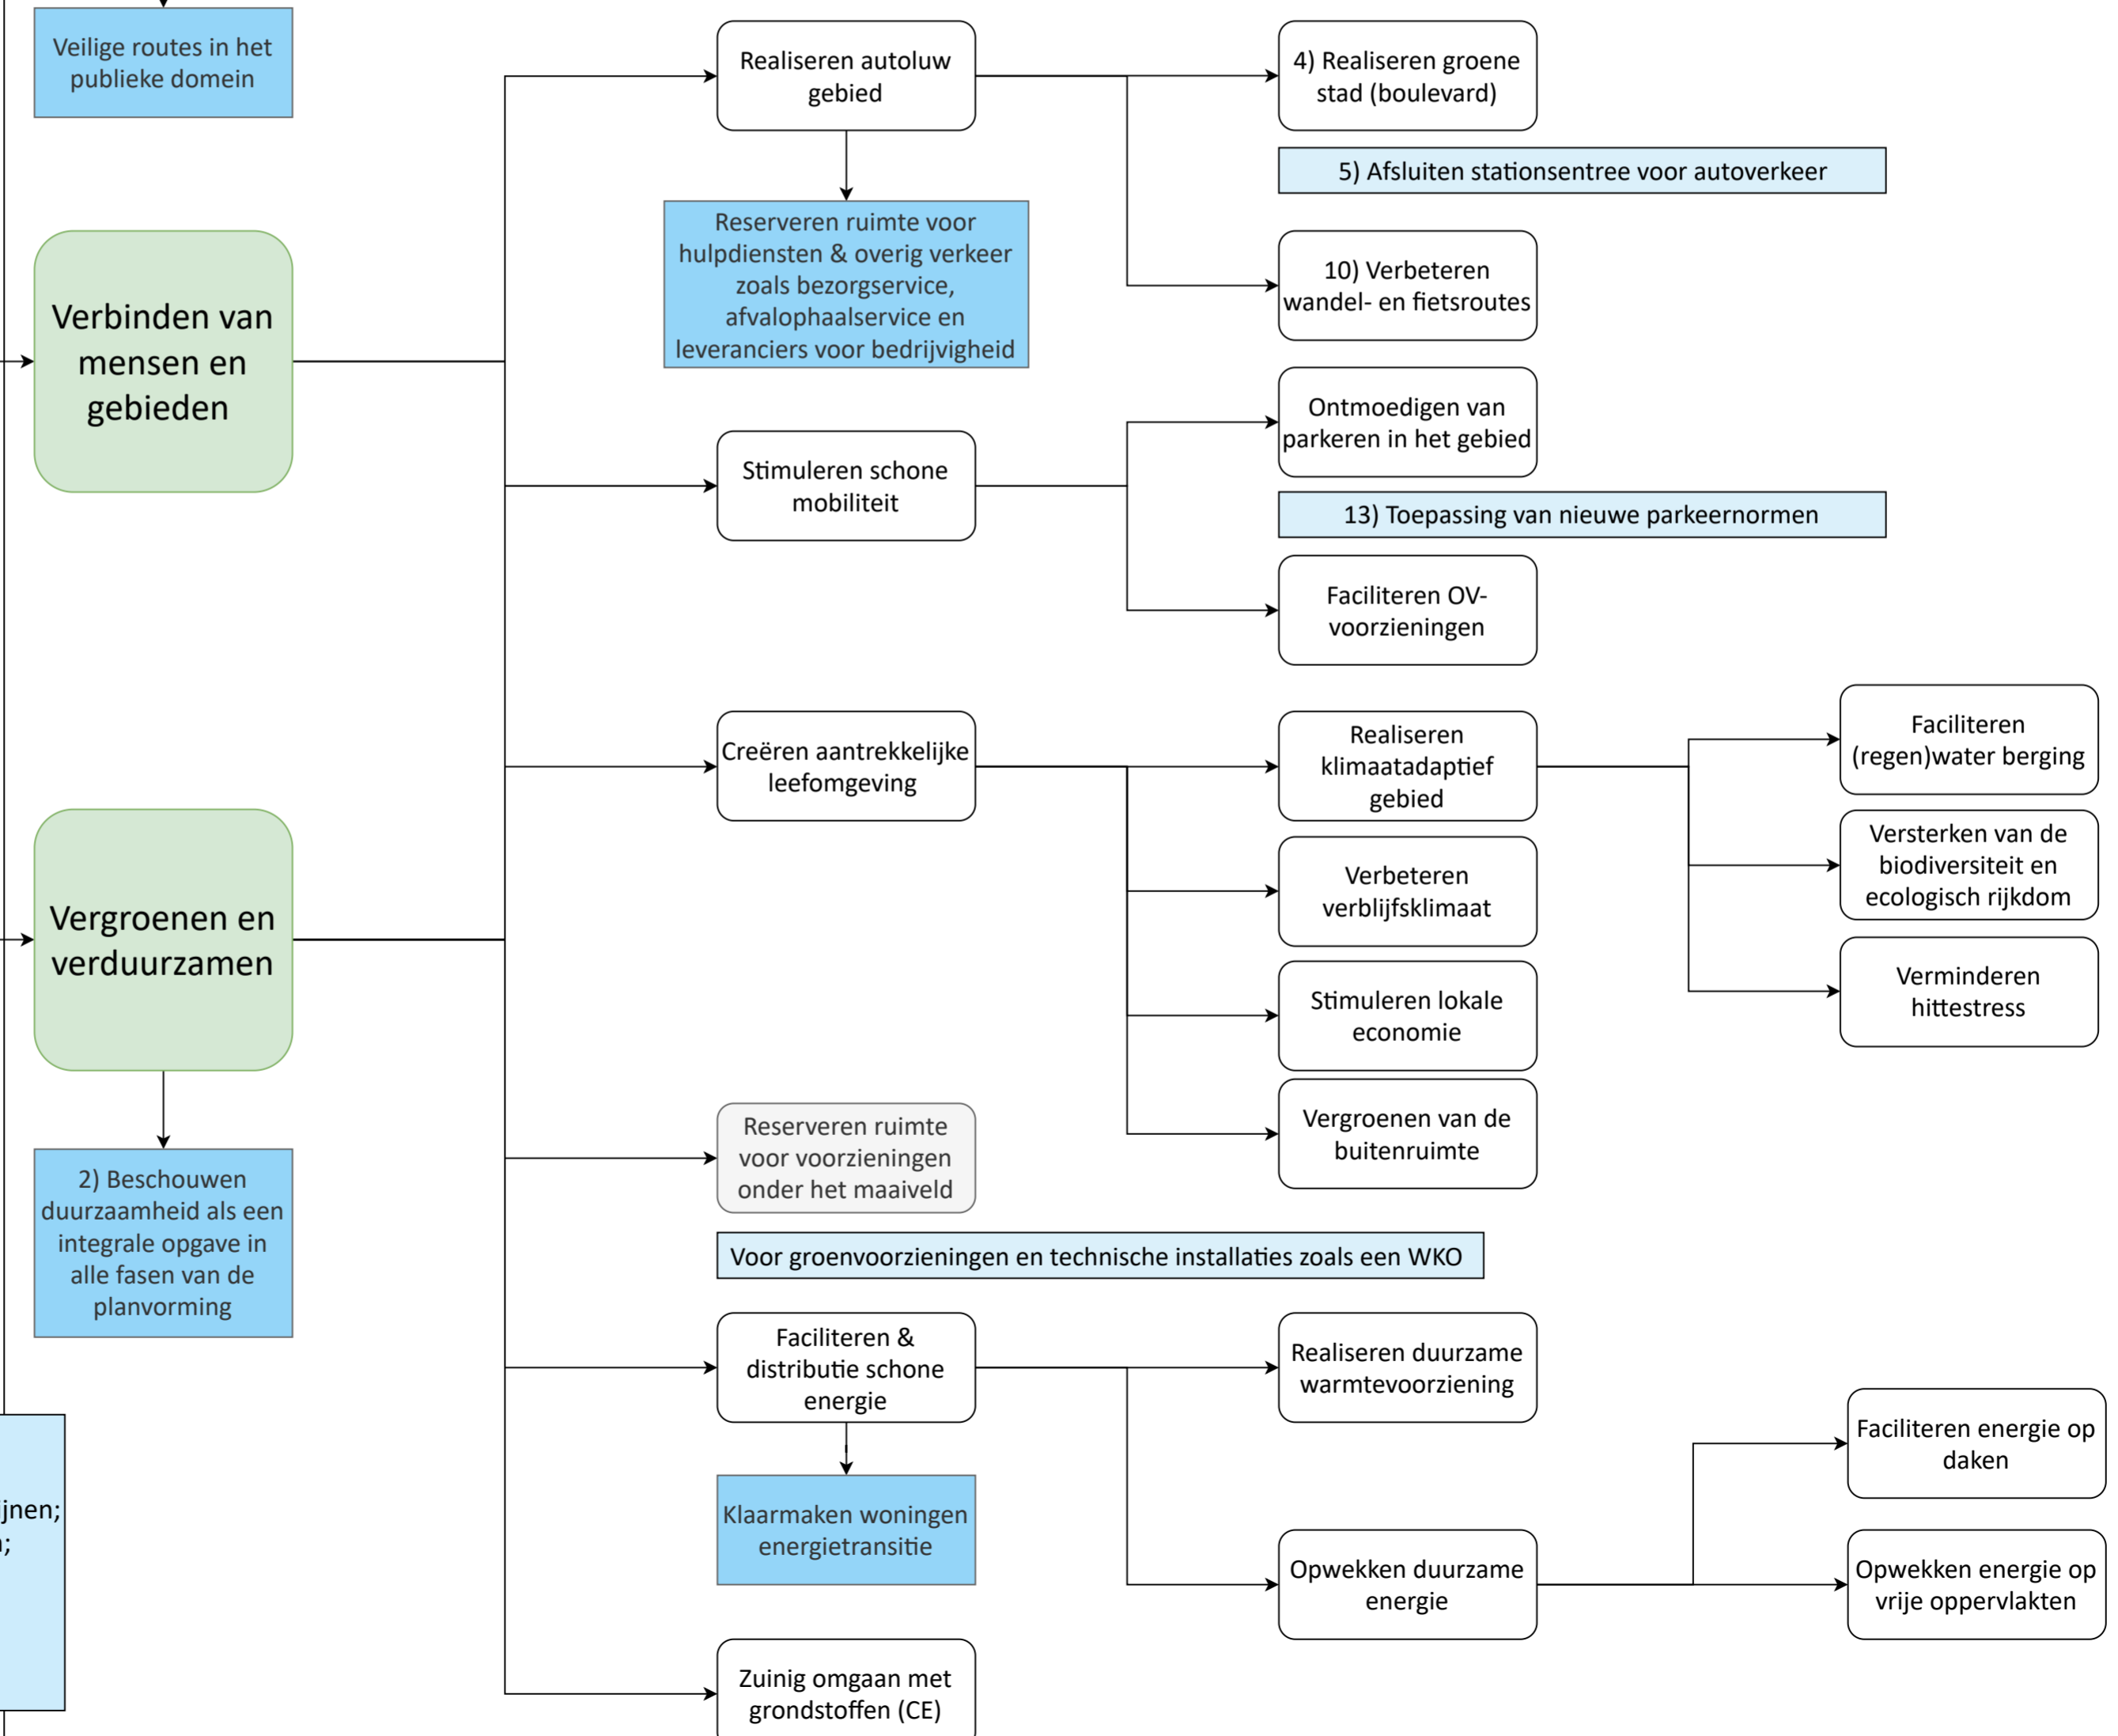 Veilige routes in het
publieke domein
Verbinden van
mensen en
gebieden
Vergroenen en
verduurzamen
2) Beschouwen
duurzaamheid als een
integrale opgave in
alle fasen van de
planvorming
ijnen;
;
Realiseren autoluw
gebied
Reserveren ruimte voor
hulpdiensten & overig verkeer
zoals bezorgservice,
afvalophaalservice en
leveranciers voor bedrijvigheid
Stimuleren schone
mobiliteit
Creëren aantrekkelijke
leefomgeving
Reserveren ruimte
voor voorzieningen
onder het maaiveld
Voor groenvoorzieningen en technische installaties zoals een WKO
Faciliteren &
distributie schone
energie
Klaarmaken woningen
energietransitie
Zuinig omgaan met
grondstoffen (CE)
4) Realiseren groene
stad (boulevard)
5) Afsluiten stationsentree voor autoverkeer
10) Verbeteren
wandel- en fietsroutes
Ontmoedigen van
parkeren in het gebied
13) Toepassing van nieuwe parkeernormen
Faciliteren OV-
voorzieningen
Realiseren
klimaatadaptief
gebied
Verbeteren
verblijfsklimaat
Stimuleren lokale
economie
Vergroenen van de
buitenruimte
Realiseren duurzame
warmtevoorziening
Opwekken duurzame
energie
Faciliteren
(regen)water berging
Versterken van de
biodiversiteit en
ecologisch rijkdom
Verminderen
hittestress
Faciliteren energie op
daken
Opwekken energie op
vrije oppervlakten